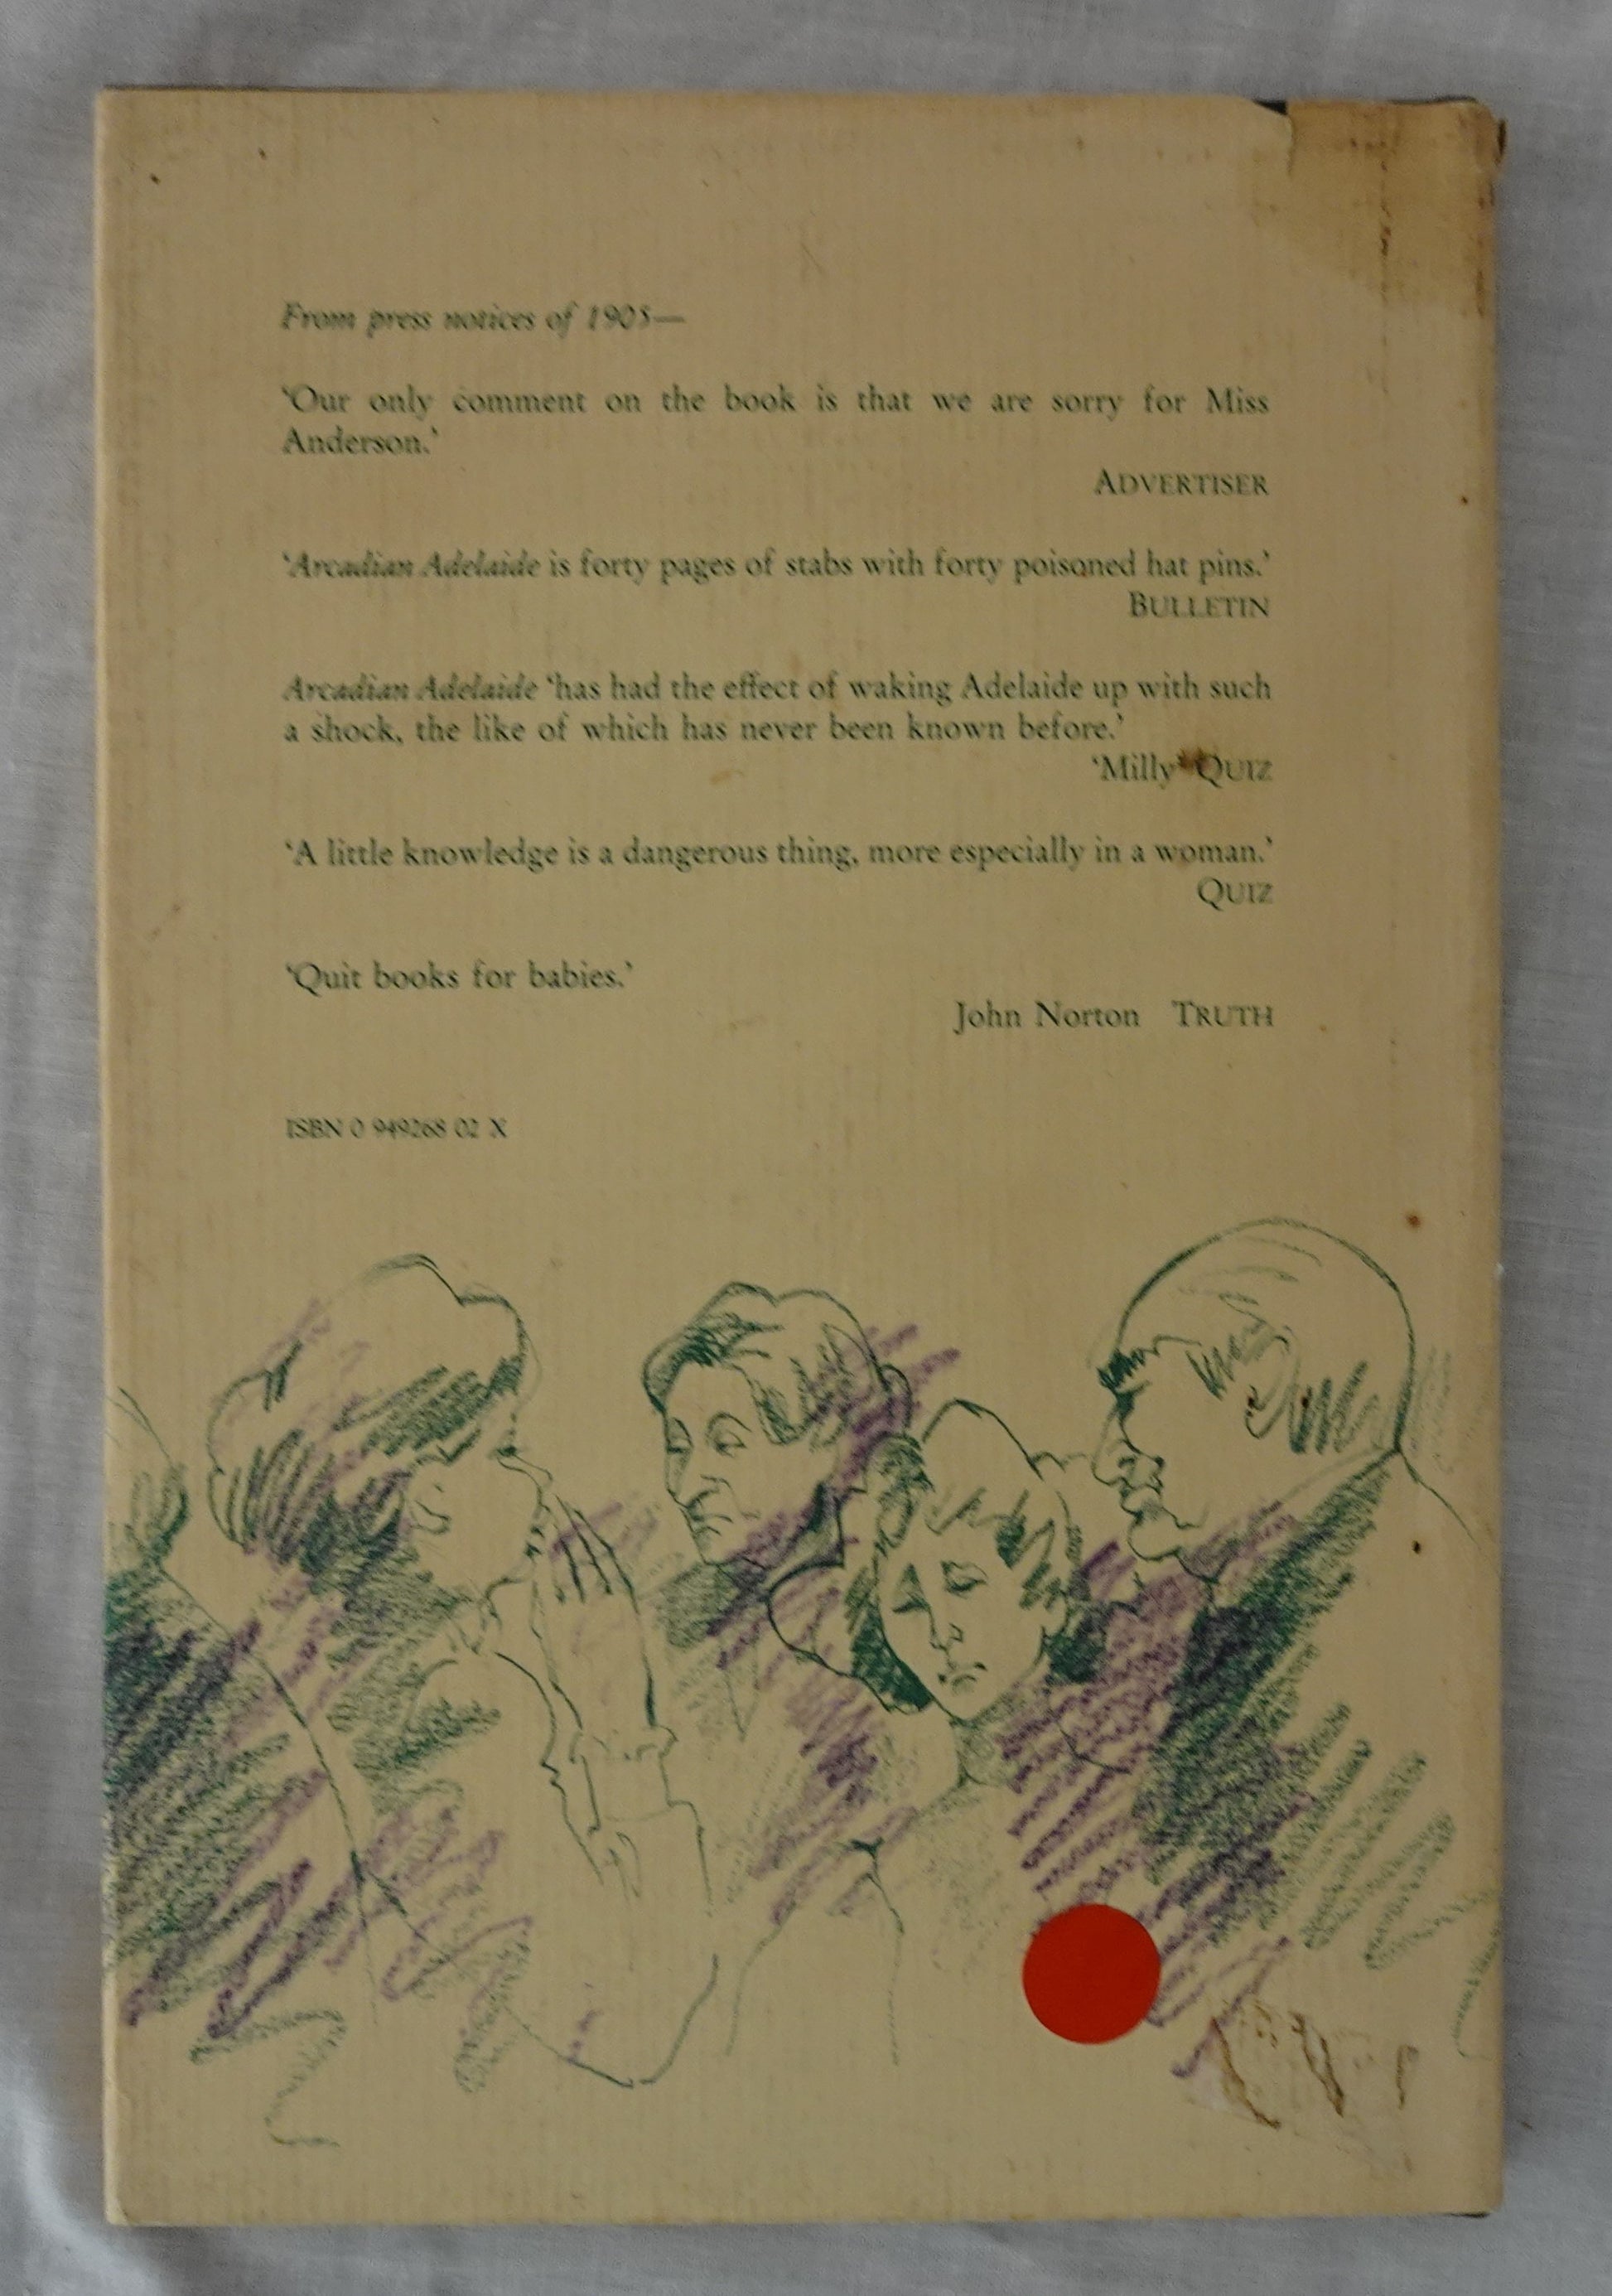 From press notices of 1905—
‘Our only comment on the book is that we are sorry for Miss
Anderson.’
ADVERTISER
‘Arcadian Adelaide is forty pages of stabs with forty poisoned hat pins.’
BULLETIN
Arcadian Adelaide ‘has had the effect of waking Adelaide up with such
a shock, the like of which has never been known before.’
‘Milly’ QUIZ
‘A little knowledge is a dangerous thing, more especially in a woman.’
QUIZ
‘Quit books for babies.’
John Norton TRUTH
ISBN 0 949268 02 X